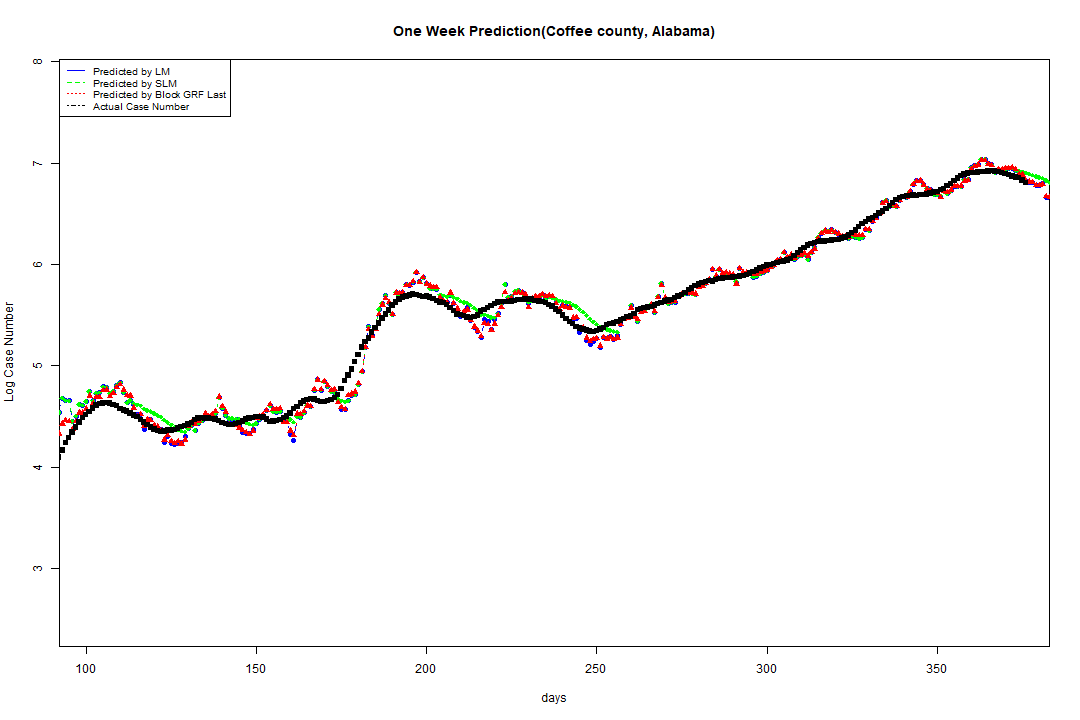 One Week Prediction(Coffee county, Alabama)
Predicted by LM
Predicted by SLM
Predicted by Block GRF Last
Actual Case Number
8
7
6
5
4
3
Log Case Number
100 150 200 250 300 350
days